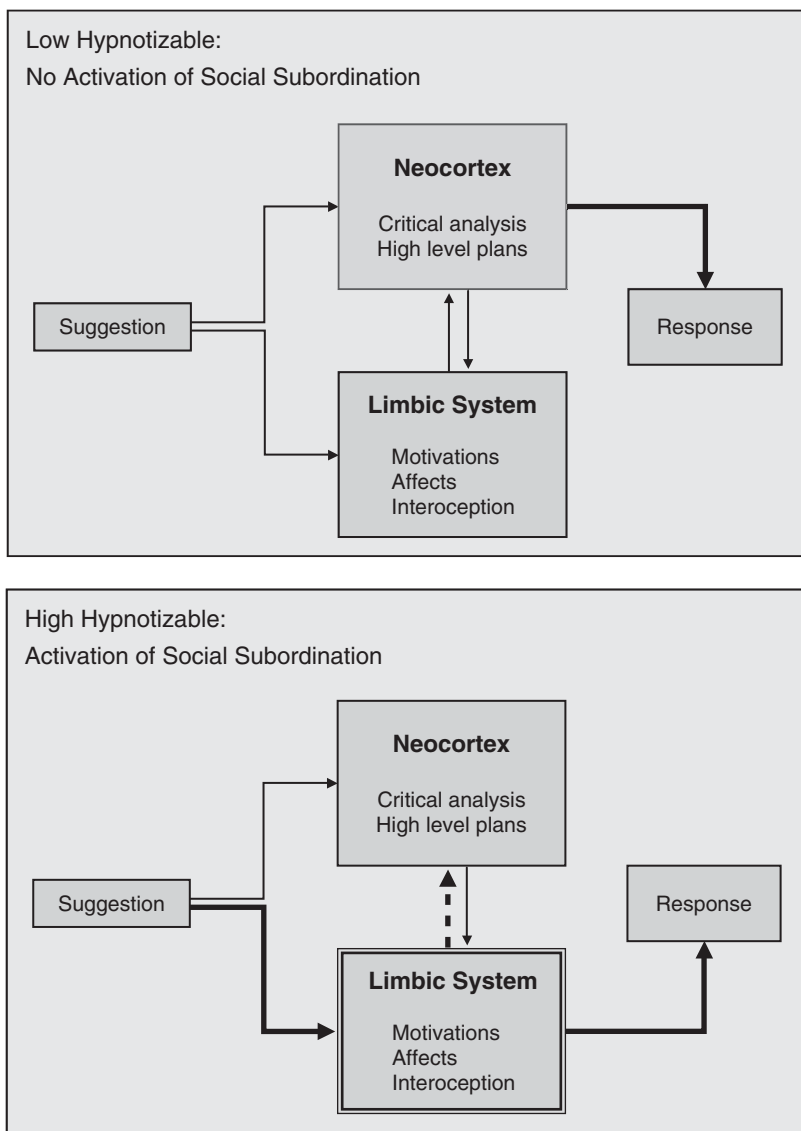 Low Hypnotizable:
No Activation of Social Subordination
Neocortex
Critical analysis
High level plans
Suggestion
Response
Limbic System
Motivations
Affects
Interoception
High Hypnotizable:
Activation of Social Subordination
Neocortex
Critical analysis
High level plans
Suggestion
Response
Limbic System
Motivations
Affects
Interoception